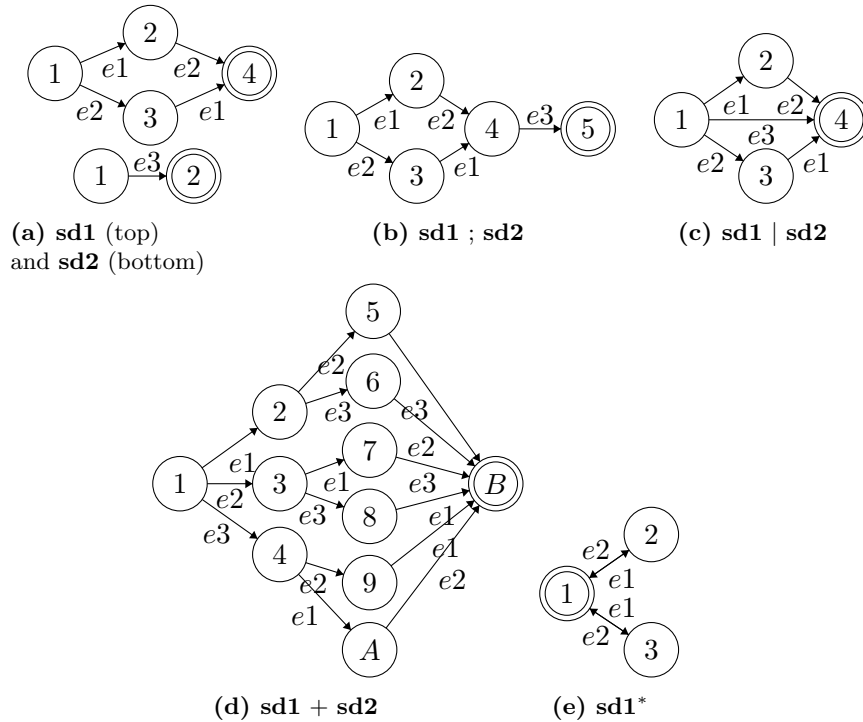 2
1
e1
e2
4
e2
3
e1
1
e3
2
(a) sd1 (top)
and sd2 (bottom)
2
1
e1
e2
4
e3
5
e2
3
e1
(b) sd1 ; sd2
2
1
e1
e2
4
e3
e2
3
e1
(c) sd1 | sd2
5
e2
6
2
e3
e3
7
e2
e1
1
e1
3
e2
e3
B
e3
8
e3
e1
4
e2
9
e1
e1
e2
A
(d) sd1 + sd2
2
e2
e1
1
e1
e2
3
(e) sd1*